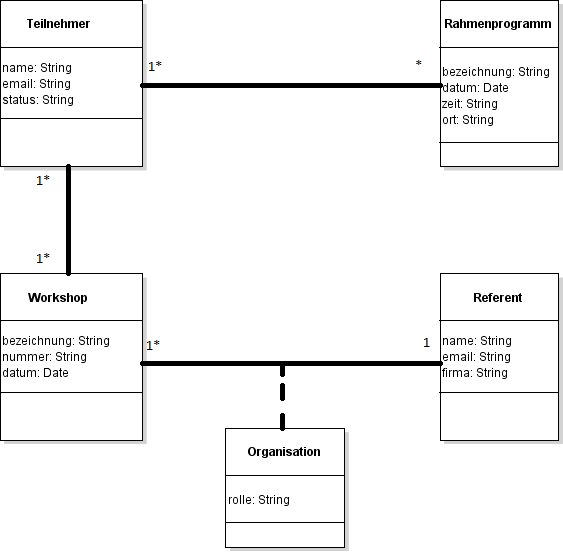 Teilnehmer
name: String
email: String
status: String
Rahmenprogramm
bezeichnung: String
datum: Date
zeit: String
ort: String
1*
*
1*
1*
Workshop
bezeichnung: String
nummer: String
datum: Date
Referent
name: String
email: String
firma: String
1*
1
Organisation
rolle: String